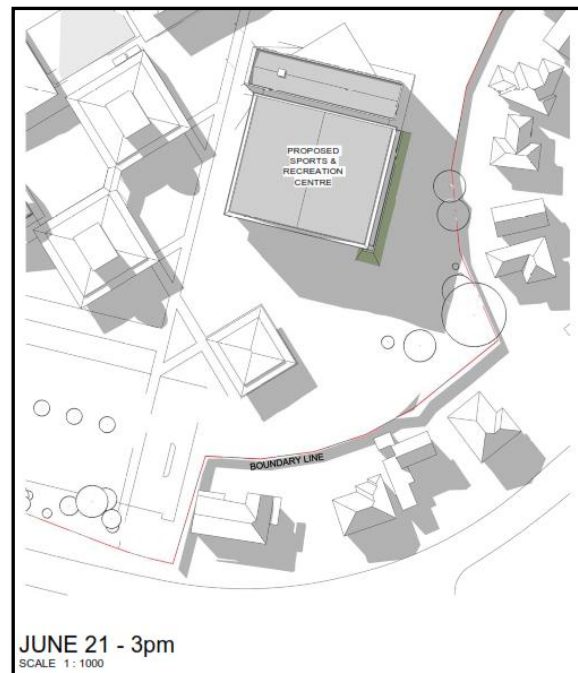 PROPOSED
SPORTS &
RECREATION
CENTRE
BOUNDARY LINE
JUNE 21 - 3pm
SCALE 1 : 1000